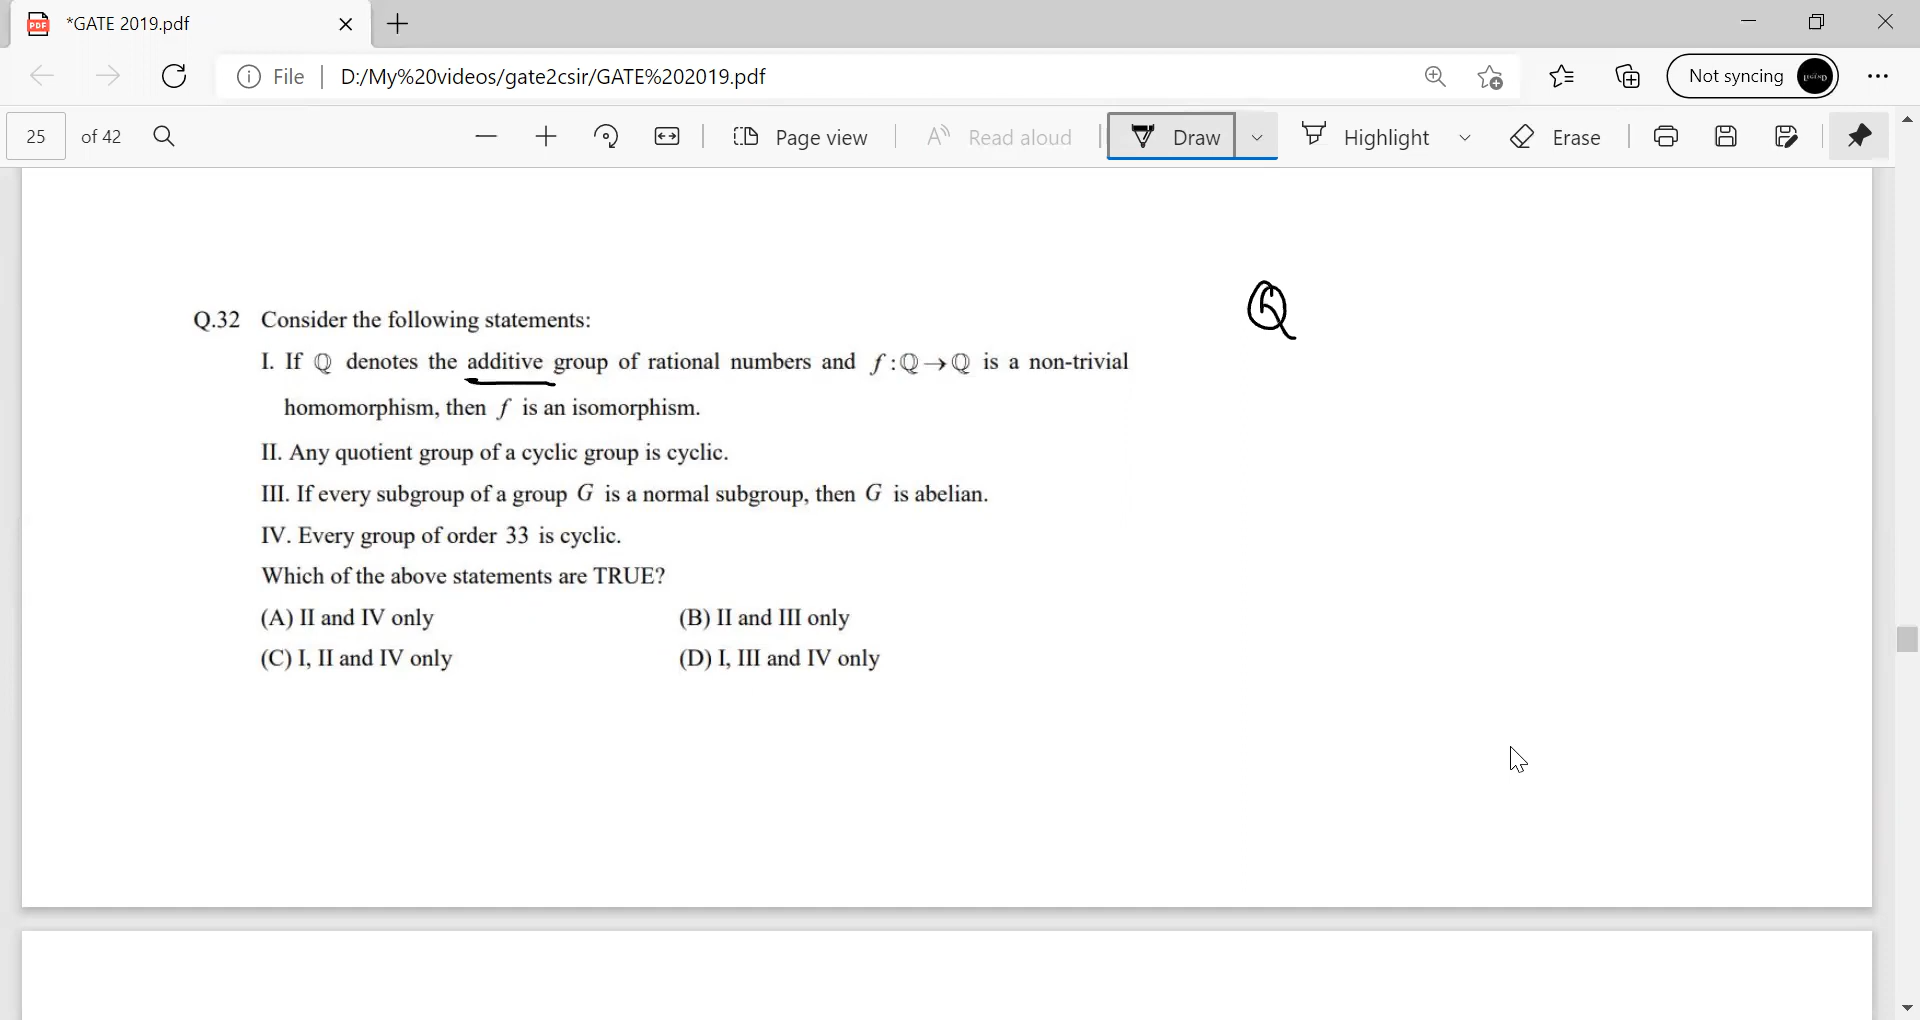 *GATE 2019.pdf
File | D:/My%20videos/gate2csir/GATE%202019.pdf
Not syncing
25 of 42
Page view
Read aloud
Draw
Highlight
Erase
Q
Q.32 Consider the following statements:
I. If ℚ denotes the additive group of rational numbers and f : ℚ → ℚ is a non-trivial
homomorphism, then f is an isomorphism.
II. Any quotient group of a cyclic group is cyclic.
III. If every subgroup of a group G is a normal subgroup, then G is abelian.
IV. Every group of order 33 is cyclic.
Which of the above statements are TRUE?
(A) II and IV only (B) II and III only
(C) I, II and IV only (D) I, III and IV only